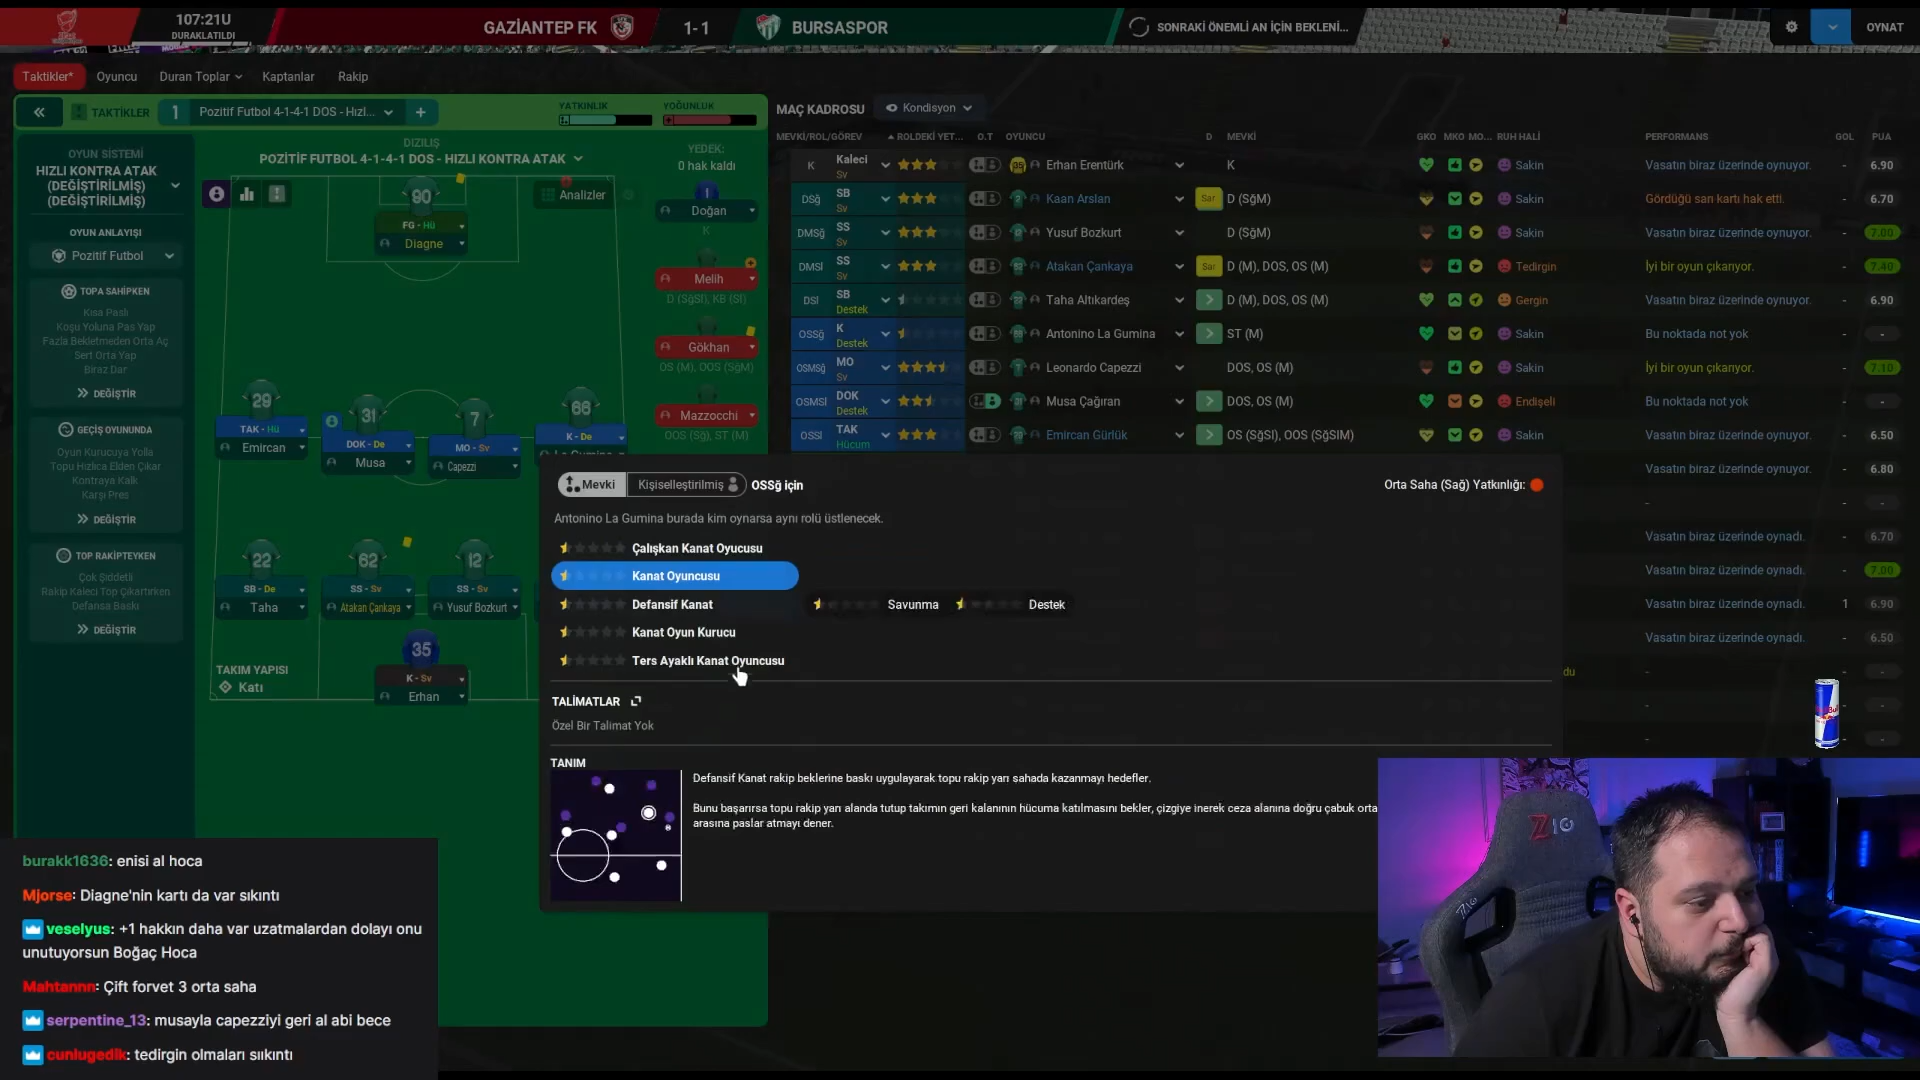 107:21U
DURAKLATILDI
GAZİANTEP FK
1-1
BURSASPOR
SONRAKİ ÖNEMLİ AN İÇİN BEKLENİ...
OYNAT
Taktikler*
Oyuncu
Duran Toplar
Kaptanlar
Rakip
TAKTİKLER
1
Pozitif Futbol 4-1-4-1 DOS - Hızl...
YATKINLIK
YOĞUNLUK
OYUN SİSTEMİ
HIZLI KONTRA ATAK
(DEĞİŞTİRİLMİŞ)
(DEĞİŞTİRİLMİŞ)
OYUN ANLAYIŞI
Pozitif Futbol
TOPA SAHİPKEN
Kısa Paslı
Koşu Yoluna Pas Yap
Fazla Bekletmeden Orta Aç
Sert Orta Yap
Biraz Dar
DEĞİŞTİR
GEÇİŞ OYUNUNDA
Oyun Kurucuya Yolla
Topu Hızlıca Elden Çıkar
Kontraya Kalk
Karşı Pres
DEĞİŞTİR
TOP RAKİPTEYKEN
Çok Şiddetli
Rakip Kaleci Top Çıkartırken
Defansa Baskı
DEĞİŞTİR
DİZİLİŞ
POZİTİF FUTBOL 4-1-4-1 DOS - HIZLI KONTRA ATAK
Analizler
90
FG - Hü
Diagne
29
TAK - Hü
Emircan
31
DOK - De
Musa
7
MO - Sv
Capezzi
66
K - De
22
SB - De
Taha
62
SS - Sv
Atakan Çankaya
12
SS - Sv
Yusuf Bozkurt
35
K - Sv
Erhan
TAKIM YAPISI
Katı
YEDEK:
0 hak kaldı
1
Doğan
K
Melih
D (SğSl), KB (Sl)
Gökhan
OS (M), OOS (SğM)
Mazzocchi
OOS (Sğ), ST (M)
MAÇ KADROSU
Kondisyon
MEVKİ/ROL/GÖREV
ROLDEKİ YET...
O.T
OYUNCU
D
MEVKİ
GKO
MKO
MO...
RUH HALİ
PERFORMANS
GOL
PUA
K Kaleci Sv Erhan Erentürk K Sakin Vasatın biraz üzerinde oynuyor. - 6.90
DSğ SB Sv Kaan Arslan Sar D (SğM) Sakin Gördüğü sarı kartı hak etti. - 6.70
DMSğ SS Sv Yusuf Bozkurt D (SğM) Sakin Vasatın biraz üzerinde oynuyor. - 7.00
DMSl SS Sv Atakan Çankaya Sar D (M), DOS, OS (M) Tedirgin İyi bir oyun çıkarıyor. - 7.40
DSl SB Destek Taha Altıkardeş D (M), DOS, OS (M) Gergin Vasatın biraz üzerinde oynuyor. - 6.90
OSSğ K Destek Antonino La Gumina ST (M) Sakin Bu noktada not yok - -
OSMSğ MO Sv Leonardo Capezzi DOS, OS (M) Sakin İyi bir oyun çıkarıyor. - 7.10
OSMSl DOK Destek Musa Çağıran DOS, OS (M) Endişeli Bu noktada not yok - -
OSSl TAK Hücum Emircan Gürlük OS (SğSl), OOS (SğSlM) Sakin Vasatın biraz üzerinde oynuyor. - 6.50
Vasatın biraz üzerinde oynuyor. - 6.80
- - -
Vasatın biraz üzerinde oynadı. - 6.70
Vasatın biraz üzerinde oynadı. - 7.00
Vasatın biraz üzerinde oynadı. 1 6.90
Vasatın biraz üzerinde oynadı. - 6.50
du
Mevki
Kişiselleştirilmiş
OSSğ için
Orta Saha (Sağ) Yatkınlığı:
Antonino La Gumina burada kim oynarsa aynı rolü üstlenecek.
Çalışkan Kanat Oyucusu
Kanat Oyuncusu
Defansif Kanat
Savunma
Destek
Kanat Oyun Kurucu
Ters Ayaklı Kanat Oyuncusu
TALİMATLAR
Özel Bir Talimat Yok
TANIM
Defansif Kanat rakip beklerine baskı uygulayarak topu rakip yarı sahada kazanmayı hedefler.
Bunu başarırsa topu rakip yarı alanda tutup takımın geri kalanının hücuma katılmasını bekler, çizgiye inerek ceza alanına doğru çabuk orta
arasına paslar atmayı dener.
burakk1636: enisi al hoca
Mjorse: Diagne'nin kartı da var sıkıntı
veselyus: +1 hakkın daha var uzatmalardan dolayı onu
unutuyorsun Boğaç Hoca
Mahtannn: Çift forvet 3 orta saha
serpentine_13: musayla capezziyi geri al abi bece
cunlugedik: tedirgin olmaları sıkıntı